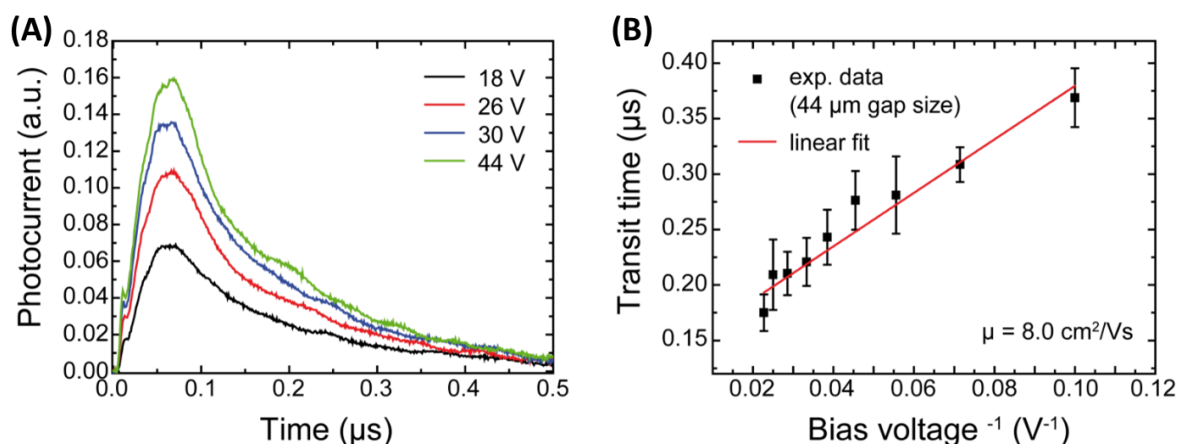 (A)
0.18
0.16
0.14
0.12
0.10
0.08
0.06
0.04
0.02
0.00
Photocurrent (a.u.)
18 V
26 V
30 V
44 V
0.0 0.1 0.2 0.3 0.4 0.5
Time (µs)
(B)
0.40
0.35
0.30
0.25
0.20
0.15
Transit time (µs)
exp. data
(44 µm gap size)
linear fit
µ = 8.0 cm²/Vs
0.02 0.04 0.06 0.08 0.10 0.12
Bias voltage ⁻¹ (V⁻¹)